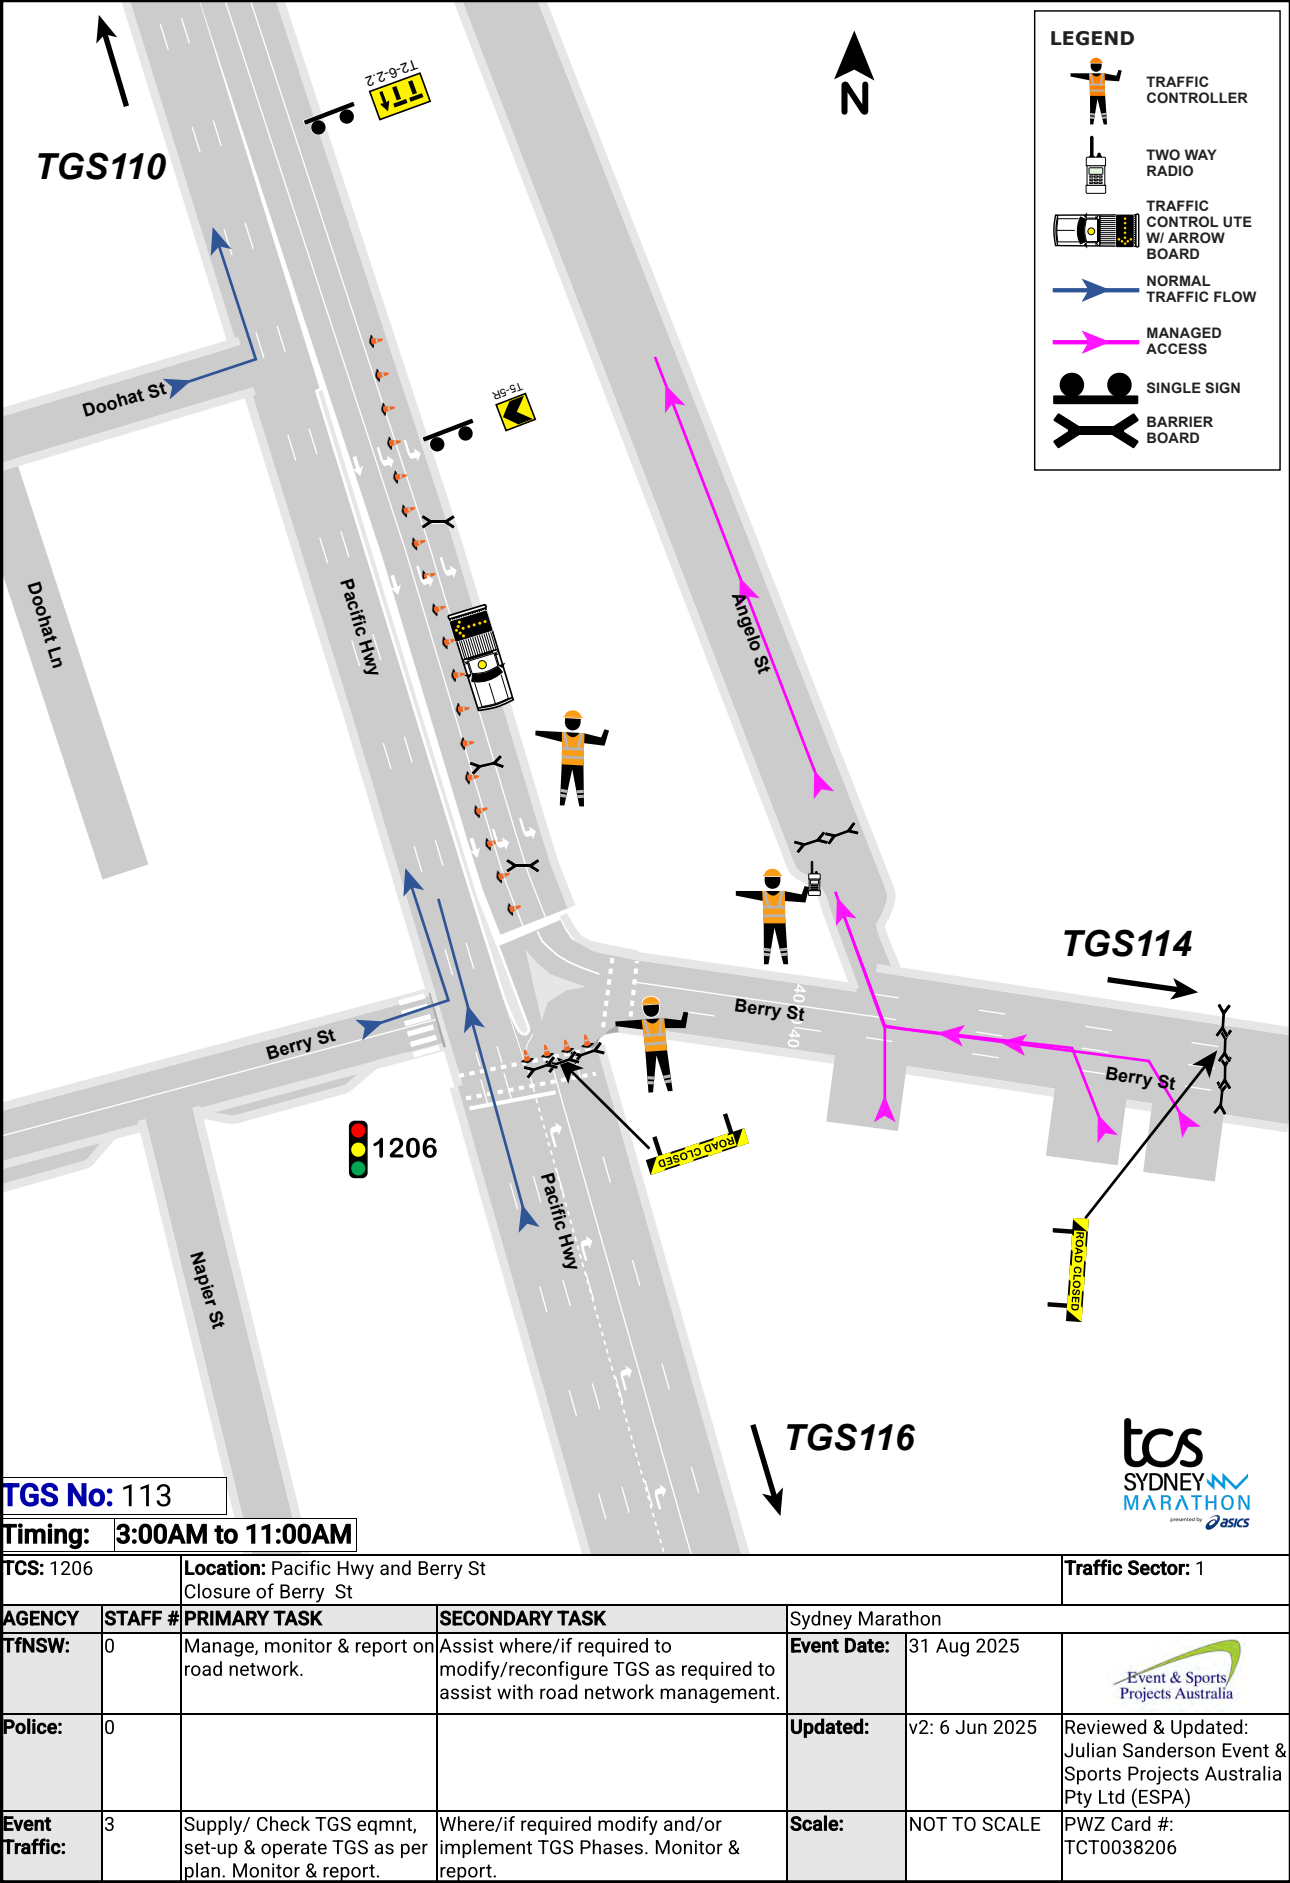 LEGEND
TRAFFIC
CONTROLLER
TWO WAY
RADIO
TRAFFIC
CONTROL UTE
W/ ARROW
BOARD
NORMAL
TRAFFIC FLOW
MANAGED
ACCESS
SINGLE SIGN
BARRIER
BOARD
N
T2-6-2.2
TGS110
T5-5R
Doohat St
Doohat Ln
Pacific Hwy
Angelo St
TGS114
Berry St
40
40
Berry St
Berry St
1206
ROAD CLOSED
Pacific Hwy
Napier St
ROAD CLOSED
TGS116
tcs
SYDNEY
MARATHON
presented by asics
TGS No: 113
Timing: 3:00AM to 11:00AM
TCS: 1206
Location: Pacific Hwy and Berry St
Closure of Berry St
Traffic Sector: 1
AGENCY STAFF # PRIMARY TASK SECONDARY TASK Sydney Marathon
TfNSW: 0
Manage, monitor & report on
road network.
Assist where/if required to
modify/reconfigure TGS as required to
assist with road network management.
Event Date: 31 Aug 2025
Event & Sports
Projects Australia
Police: 0
Updated: v2: 6 Jun 2025
Reviewed & Updated:
Julian Sanderson Event &
Sports Projects Australia
Pty Ltd (ESPA)
Event
Traffic:
3
Supply/ Check TGS eqmnt,
set-up & operate TGS as per
plan. Monitor & report.
Where/if required modify and/or
implement TGS Phases. Monitor &
report.
Scale: NOT TO SCALE
PWZ Card #:
TCT0038206